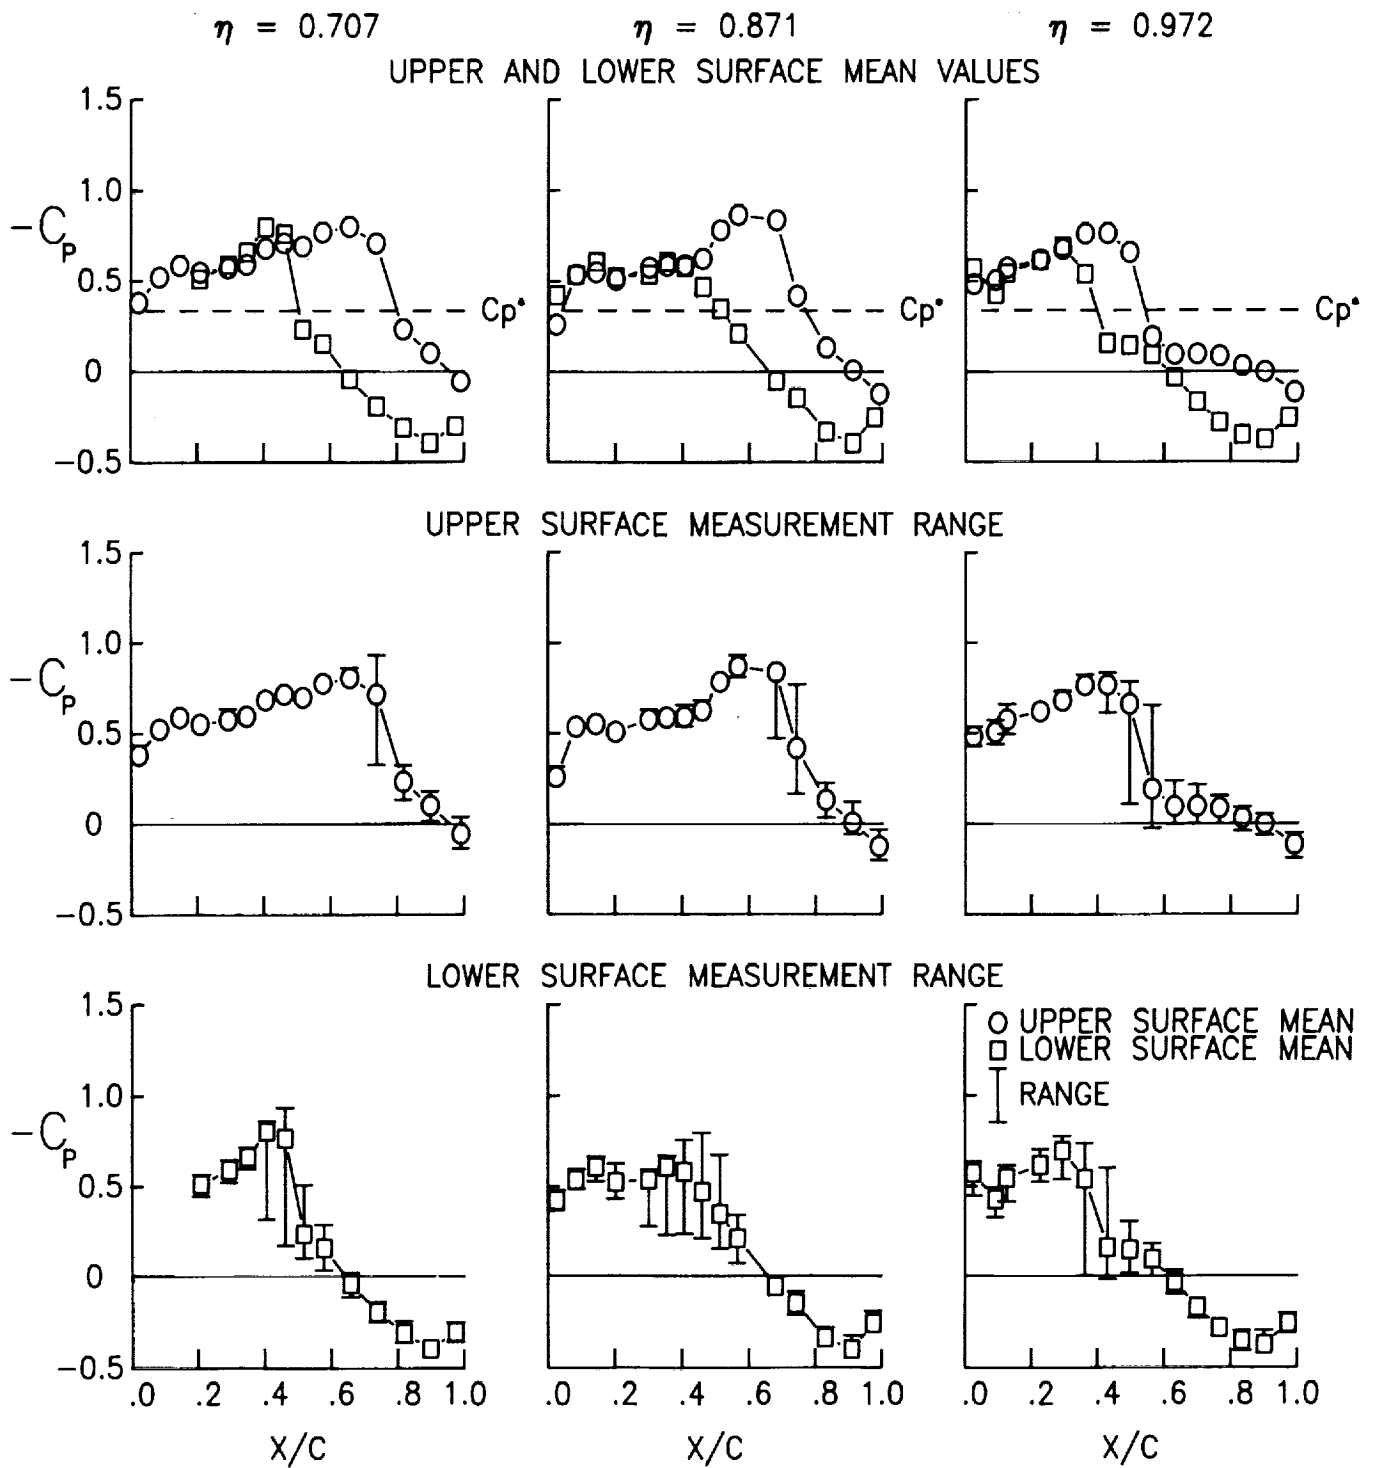 η = 0.707 η = 0.871 η = 0.972
UPPER AND LOWER SURFACE MEAN VALUES
1.5
1.0
-Cp
0.5
Cp* Cp* Cp*
0
-0.5
UPPER SURFACE MEASUREMENT RANGE
1.5
1.0
-Cp
0.5
0
-0.5
LOWER SURFACE MEASUREMENT RANGE
1.5
UPPER SURFACE MEAN
LOWER SURFACE MEAN
RANGE
1.0
-Cp
0.5
0
-0.5
.0 .2 .4 .6 .8 1.0 .0 .2 .4 .6 .8 1.0 .0 .2 .4 .6 .8 1.0
X/C X/C X/C